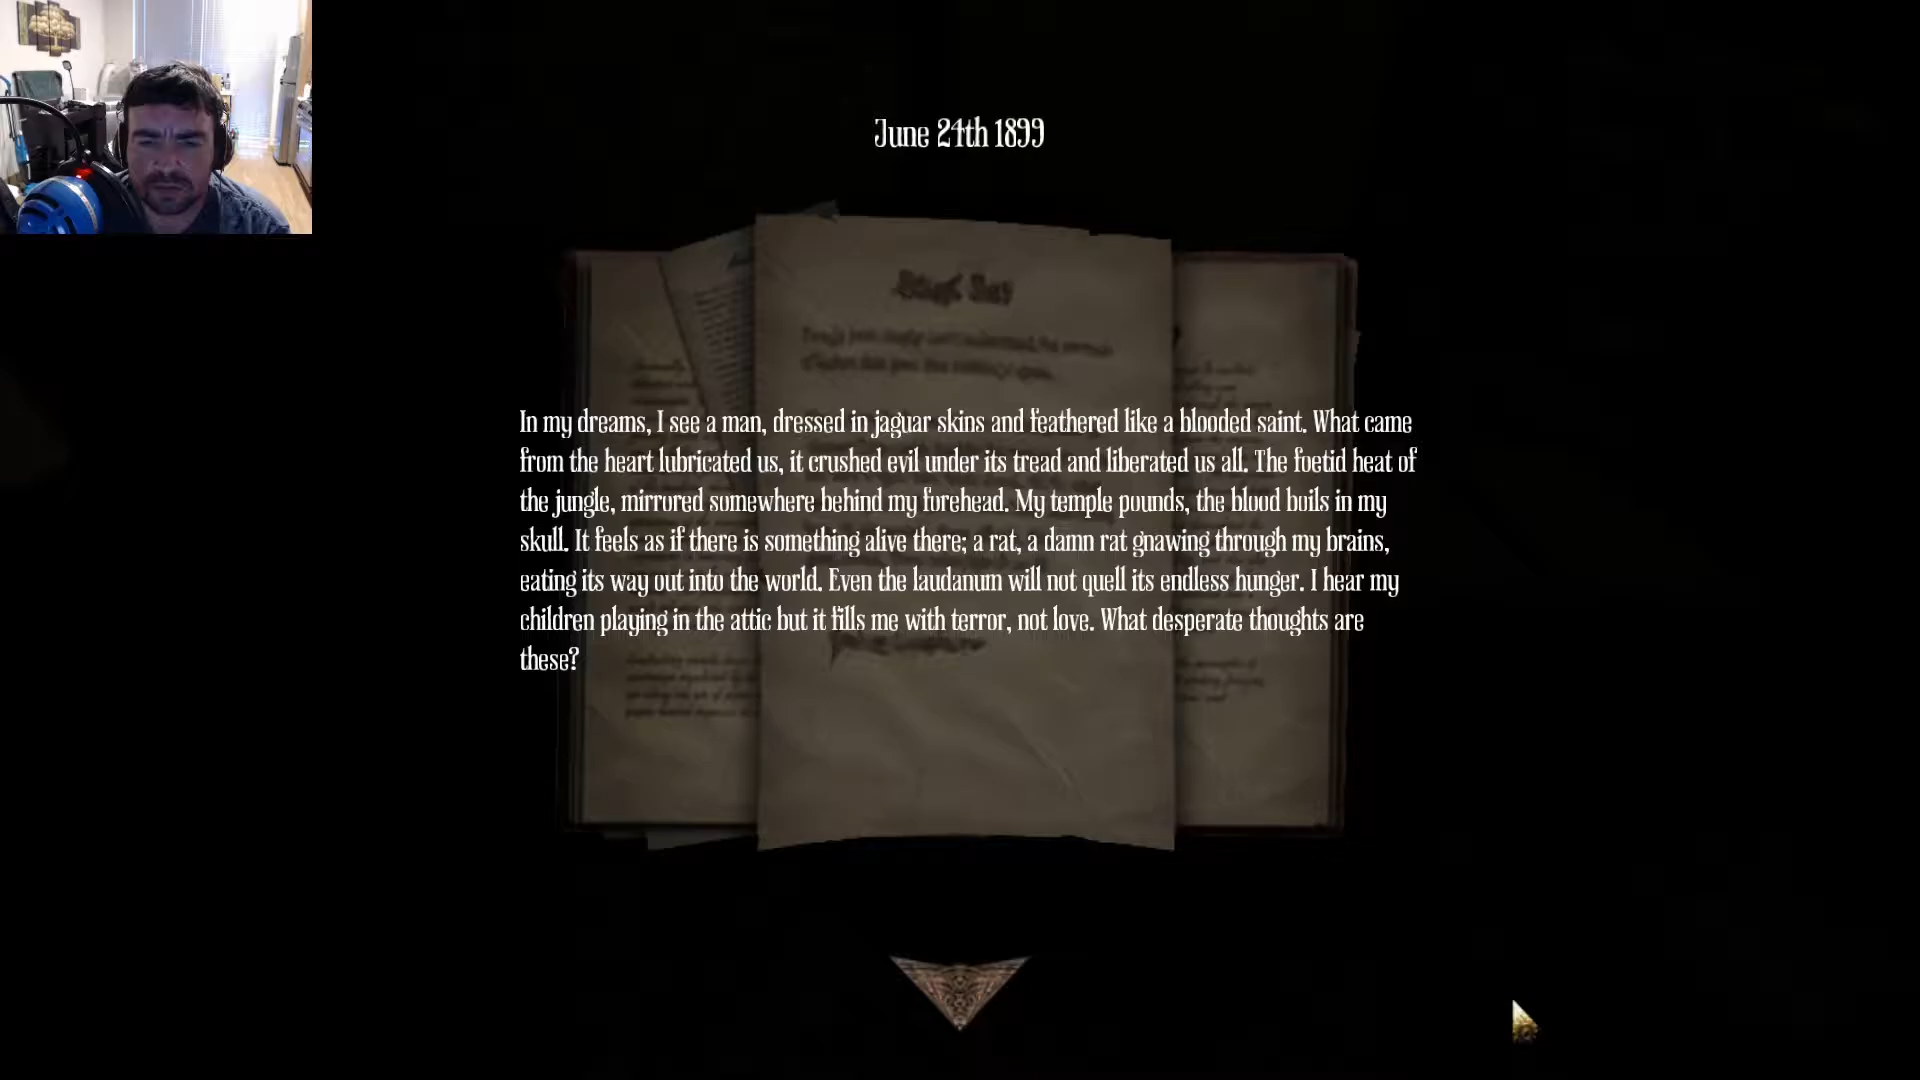 June 24th 1899
In my dreams, I see a man, dressed in jaguar skins and feathered like a blooded saint. What came
from the heart lubricated us, it crushed evil under its tread and liberated us all. The foetid heat of
the jungle, mirrored somewhere behind my forehead. My temple pounds, the blood boils in my
skull. It feels as if there is something alive there; a rat, a damn rat gnawing through my brains,
eating its way out into the world. Even the laudanum will not quell its endless hunger. I hear my
children playing in the attic but it fills me with terror, not love. What desperate thoughts are
these?